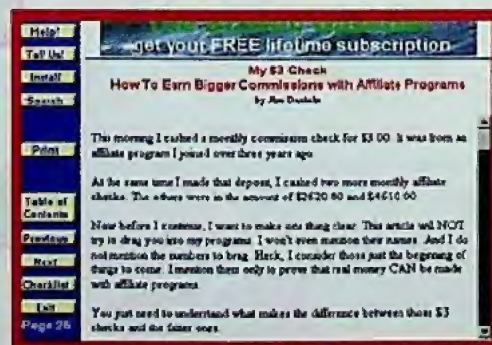 Help!
Tell Us!
Install
Search
Print
Table of
Contents
Previous
Next
Checklist
Exit
Page 26
get your FREE lifetime subscription
My $3 Check
How To Earn Bigger Commissions with Affiliate Programs
by Jim Daniels
This morning I cashed a monthly commission check for $3.00. It was from an
affiliate program I joined over three years ago.
At the same time I made that deposit, I cashed two more monthly affiliate
checks. The others were in the amount of $2620.80 and $4610.00.
Now before I continue, I want to make one thing clear. This article will NOT
try to drag you into my programs. I won't even mention their names. And I do
not mention the numbers to brag. Heck, I consider those just the beginning of
things to come. I mention them only to prove that real money CAN be made
with affiliate programs.
You just need to understand what makes the difference between those $3
checks and the fatter ones.